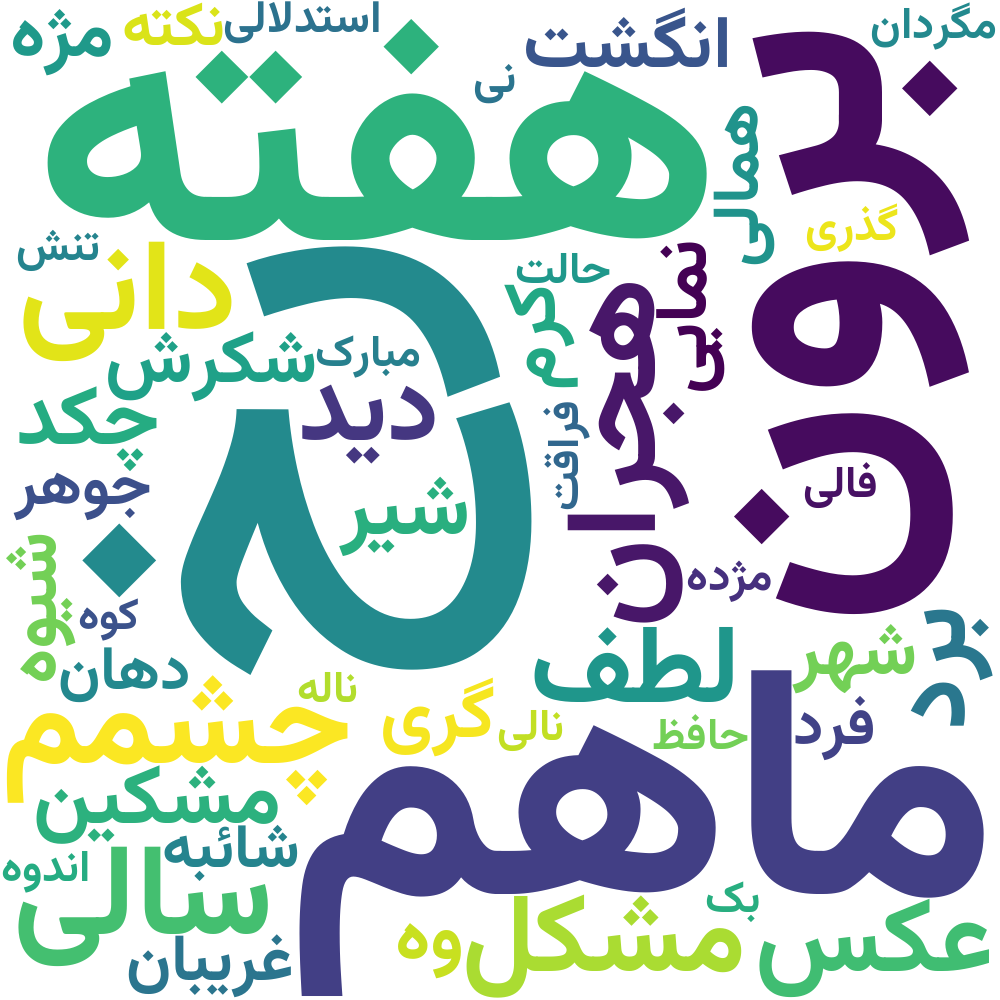 هفته
برون
ماهم
چه
هجران
چشمم
سالی
مشکل
عکس
دانی
دید
لطف
انگشت
مژه
نکته
استدلالی
نی
مگردان
همالی
گذری
نمایی
حالت
کرم
فراقت
مبارک
شکرش
تنش
چکد
جوهر
شیر
شیوه
کوه
دهان
ناله
گری
نالی
حافظ
شهر
برد
فرد
مژده
فالی
مشکین
شائبه
اندوه
غریبان
وه
بک